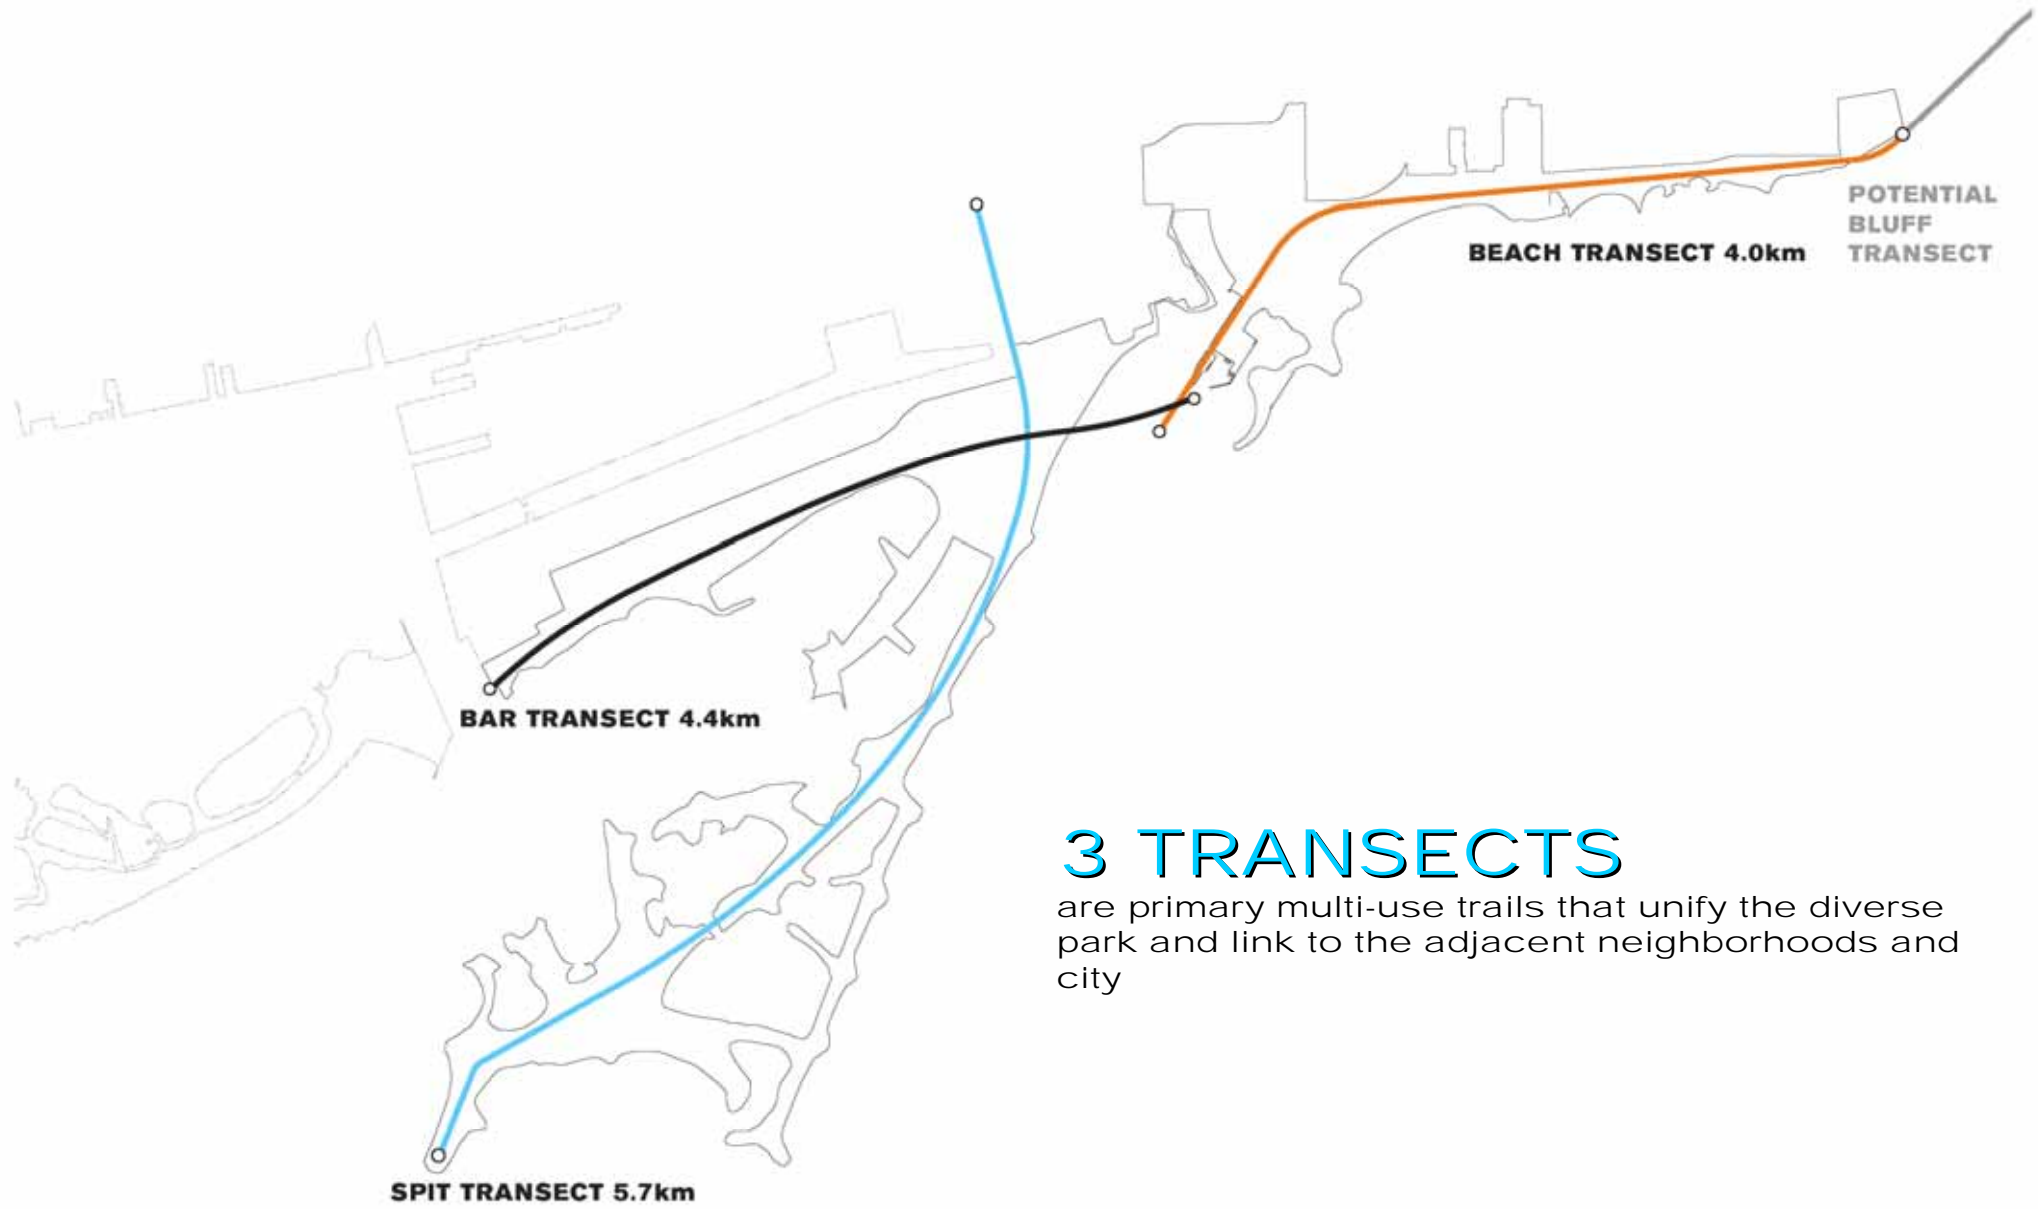 POTENTIAL
BLUFF
TRANSECT
BEACH TRANSECT 4.0km
BAR TRANSECT 4.4km
3 TRANSECTS
are primary multi-use trails that unify the diverse
park and link to the adjacent neighborhoods and
city
SPIT TRANSECT 5.7km